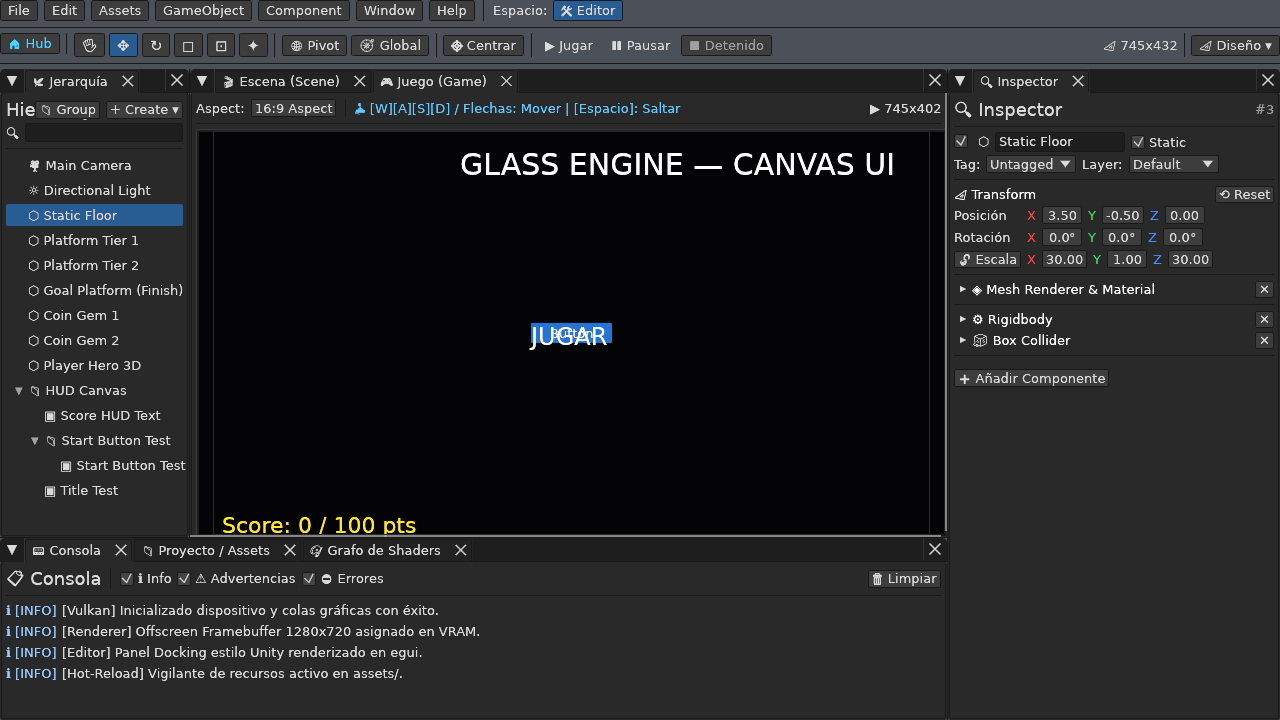 File Edit Assets GameObject Component Window Help Espacio: Editor
Hub Pivot Global Centrar Jugar Pausar Detenido 745x432 Diseño
Jerarquía Escena (Scene) Juego (Game) Inspector
Hie Group + Create
Aspect: 16:9 Aspect [W][A][S][D] / Flechas: Mover | [Espacio]: Saltar 745x402
Inspector #3
Main Camera
Directional Light
Static Floor
Platform Tier 1
Platform Tier 2
Goal Platform (Finish)
Coin Gem 1
Coin Gem 2
Player Hero 3D
HUD Canvas
Score HUD Text
Start Button Test
Start Button Test
Title Test
GLASS ENGINE — CANVAS UI
JUGAR
Button
Score: 0 / 100 pts
Static Floor Static
Tag: Untagged Layer: Default
Transform Reset
Posición X 3.50 Y -0.50 Z 0.00
Rotación X 0.0° Y 0.0° Z 0.0°
Escala X 30.00 Y 1.00 Z 30.00
Mesh Renderer & Material
Rigidbody
Box Collider
+ Añadir Componente
Consola Proyecto / Assets Grafo de Shaders
Consola Info Advertencias Errores Limpiar
[INFO] [Vulkan] Inicializado dispositivo y colas gráficas con éxito.
[INFO] [Renderer] Offscreen Framebuffer 1280x720 asignado en VRAM.
[INFO] [Editor] Panel Docking estilo Unity renderizado en egui.
[INFO] [Hot-Reload] Vigilante de recursos activo en assets/.